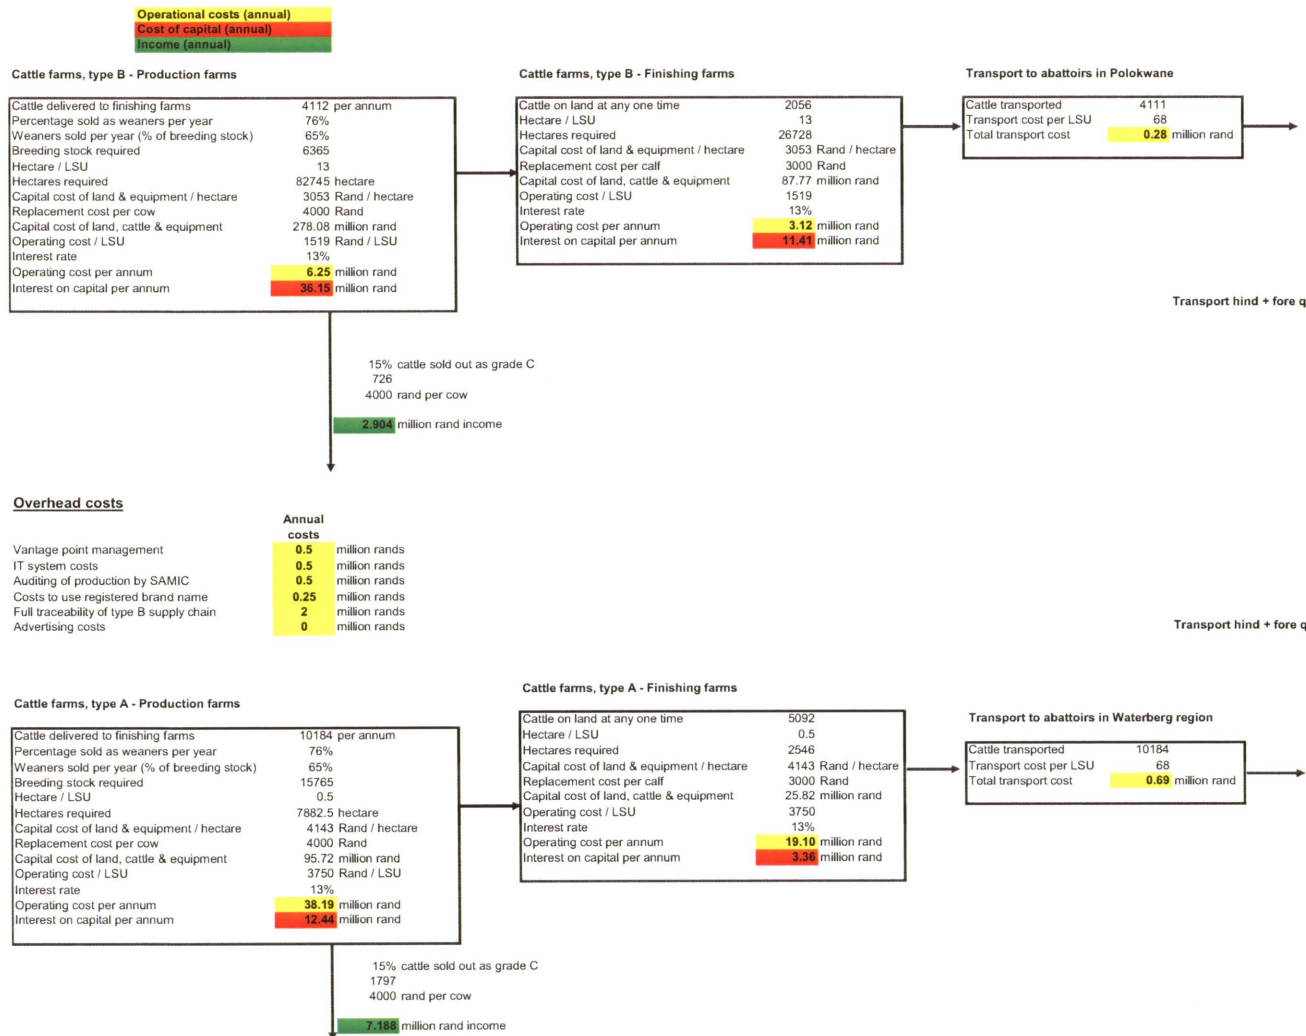 Operational costs (annual)
Cost of capital (annual)
Income (annual)
Cattle farms, type B - Production farms
Cattle delivered to finishing farms 4112 per annum
Percentage sold as weaners per year 76%
Weaners sold per year (% of breeding stock) 65%
Breeding stock required 6365
Hectare / LSU 13
Hectares required 82745 hectare
Capital cost of land & equipment / hectare 3053 Rand / hectare
Replacement cost per cow 4000 Rand
Capital cost of land, cattle & equipment 278.08 million rand
Operating cost / LSU 1519 Rand / LSU
Interest rate 13%
Operating cost per annum 6.25 million rand
Interest on capital per annum 36.15 million rand
15% cattle sold out as grade C
726
4000 rand per cow
2.904 million rand income
Cattle farms, type B - Finishing farms
Cattle on land at any one time 2056
Hectare / LSU 13
Hectares required 26728
Capital cost of land & equipment / hectare 3053 Rand / hectare
Replacement cost per calf 3000 Rand
Capital cost of land, cattle & equipment 87.77 million rand
Operating cost / LSU 1519
Interest rate 13%
Operating cost per annum 3.12 million rand
Interest on capital per annum 11.41 million rand
Transport to abattoirs in Polokwane
Cattle transported 4111
Transport cost per LSU 68
Total transport cost 0.28 million rand
Transport hind + fore q
Overhead costs
Annual
costs
Vantage point management 0.5 million rands
IT system costs 0.5 million rands
Auditing of production by SAMIC 0.5 million rands
Costs to use registered brand name 0.25 million rands
Full traceability of type B supply chain 2 million rands
Advertising costs 0 million rands
Transport hind + fore q
Cattle farms, type A - Production farms
Cattle delivered to finishing farms 10184 per annum
Percentage sold as weaners per year 76%
Weaners sold per year (% of breeding stock) 65%
Breeding stock required 15765
Hectare / LSU 0.5
Hectares required 7882.5 hectare
Capital cost of land & equipment / hectare 4143 Rand / hectare
Replacement cost per cow 4000 Rand
Capital cost of land, cattle & equipment 95.72 million rand
Operating cost / LSU 3750 Rand / LSU
Interest rate 13%
Operating cost per annum 38.19 million rand
Interest on capital per annum 12.44 million rand
15% cattle sold out as grade C
1797
4000 rand per cow
7.188 million rand income
Cattle farms, type A - Finishing farms
Cattle on land at any one time 5092
Hectare / LSU 0.5
Hectares required 2546
Capital cost of land & equipment / hectare 4143 Rand / hectare
Replacement cost per calf 3000 Rand
Capital cost of land, cattle & equipment 25.82 million rand
Operating cost / LSU 3750
Interest rate 13%
Operating cost per annum 19.10 million rand
Interest on capital per annum 3.36 million rand
Transport to abattoirs in Waterberg region
Cattle transported 10184
Transport cost per LSU 68
Total transport cost 0.69 million rand